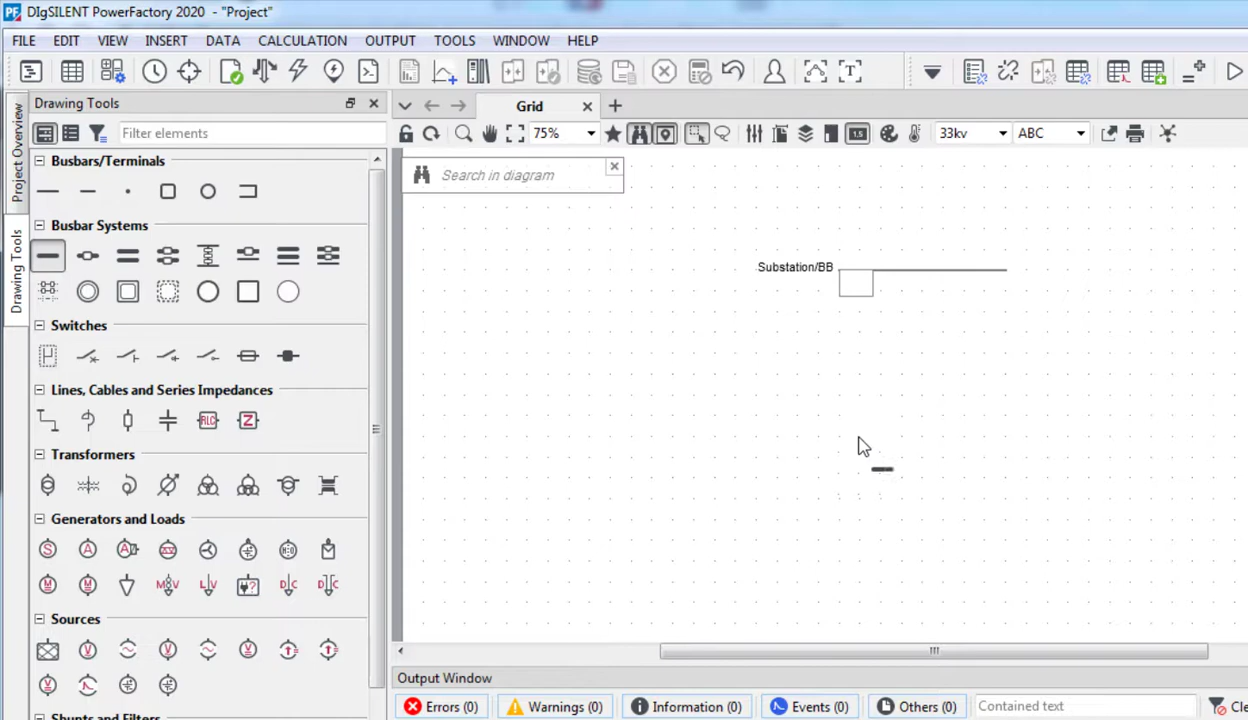 DIgSILENT PowerFactory 2020 - "Project"
FILE EDIT VIEW INSERT DATA CALCULATION OUTPUT TOOLS WINDOW HELP
Drawing Tools
Grid
Filter elements
75%
33kv
ABC
Project Overview
Drawing Tools
Busbars/Terminals
Search in diagram
Busbar Systems
Substation/BB
Switches
Lines, Cables and Series Impedances
Transformers
Generators and Loads
Sources
Output Window
Errors (0) Warnings (0) Information (0) Events (0) Others (0) Contained text Cle